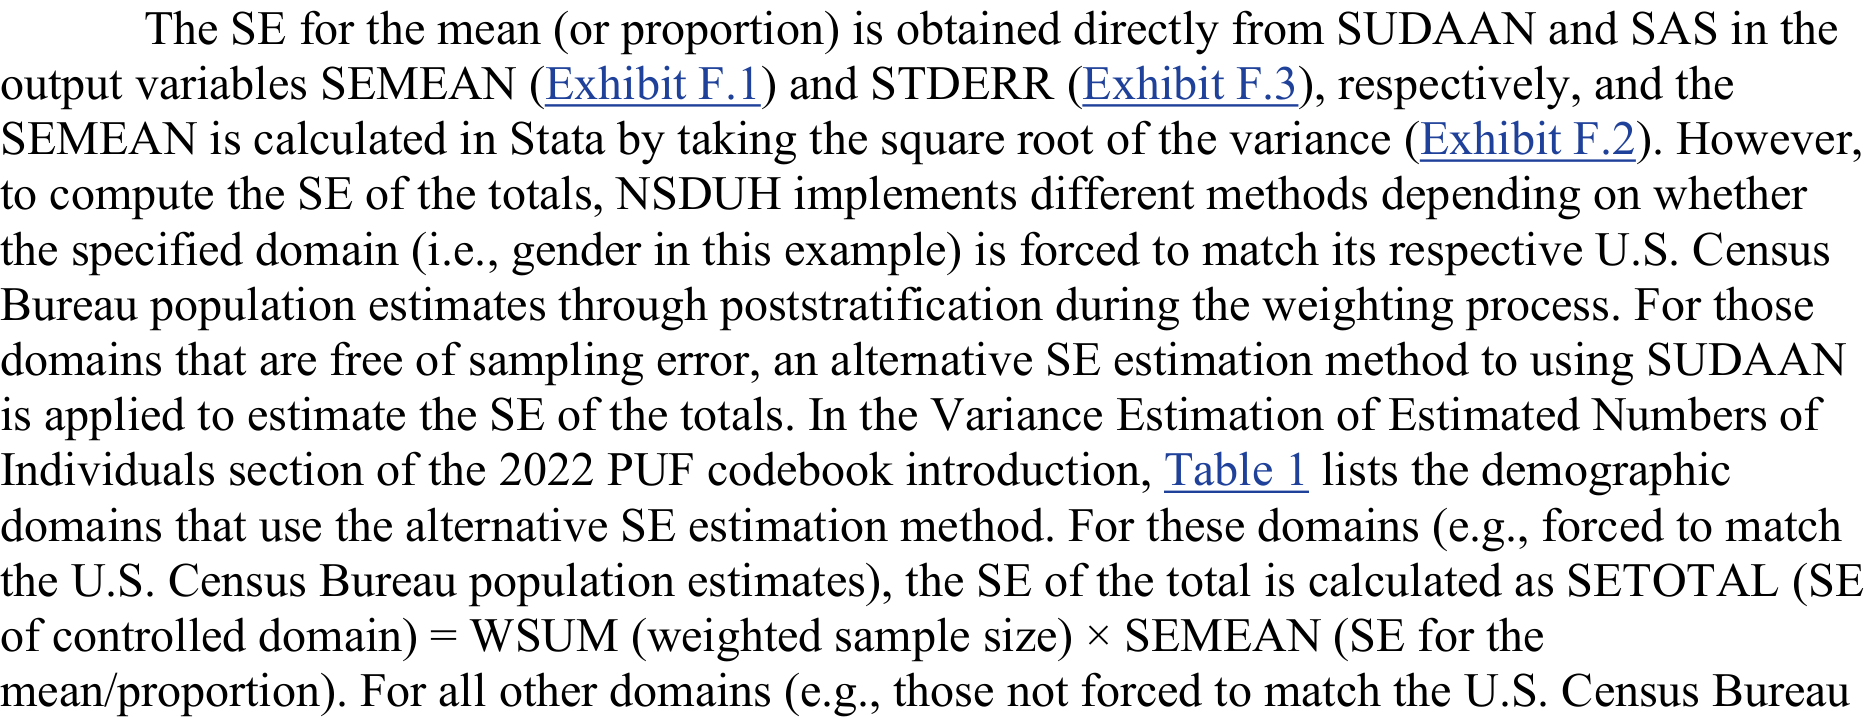 The SE for the mean (or proportion) is obtained directly from SUDAAN and SAS in the
output variables SEMEAN (Exhibit F.1) and STDERR (Exhibit F.3), respectively, and the
SEMEAN is calculated in Stata by taking the square root of the variance (Exhibit F.2). However,
to compute the SE of the totals, NSDUH implements different methods depending on whether
the specified domain (i.e., gender in this example) is forced to match its respective U.S. Census
Bureau population estimates through poststratification during the weighting process. For those
domains that are free of sampling error, an alternative SE estimation method to using SUDAAN
is applied to estimate the SE of the totals. In the Variance Estimation of Estimated Numbers of
Individuals section of the 2022 PUF codebook introduction, Table 1 lists the demographic
domains that use the alternative SE estimation method. For these domains (e.g., forced to match
the U.S. Census Bureau population estimates), the SE of the total is calculated as SETOTAL (SE
of controlled domain) = WSUM (weighted sample size) × SEMEAN (SE for the
mean/proportion). For all other domains (e.g., those not forced to match the U.S. Census Bureau